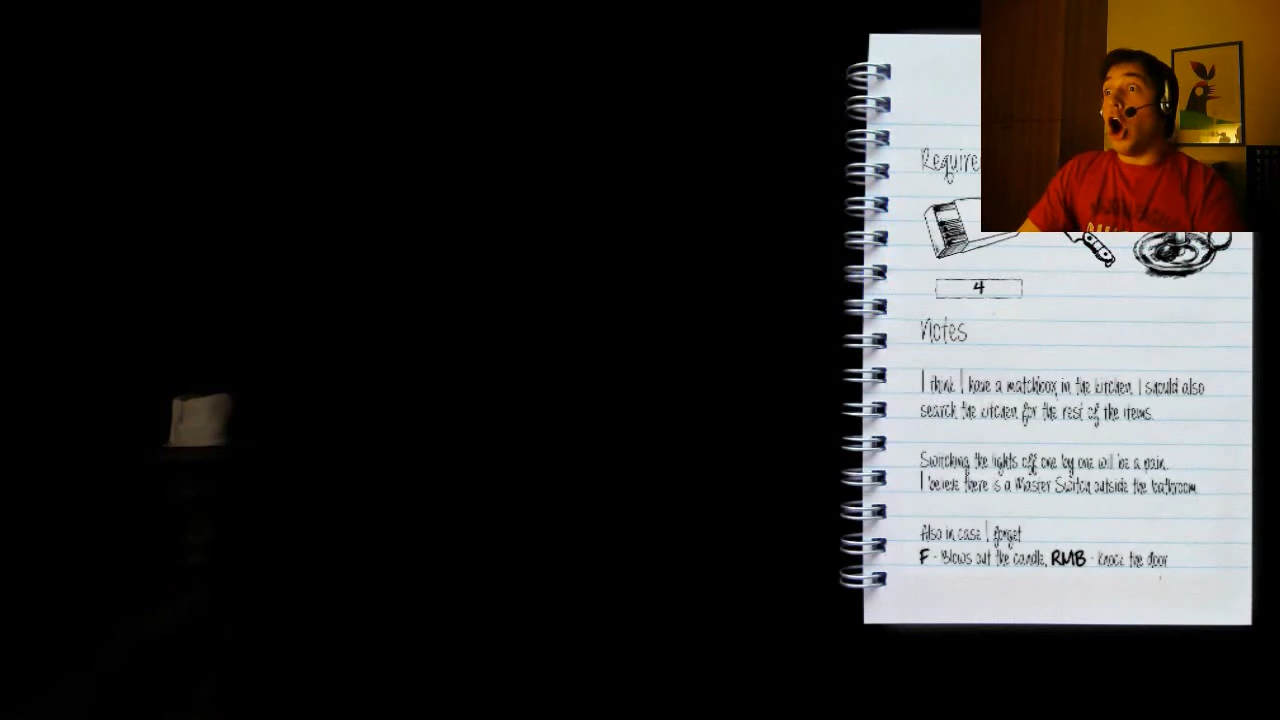 Require
4
Notes
I think I have a matchbox in the kitchen. I should also
search the kitchen for the rest of the items.
Switching the lights off one by one will be a pain.
I believe there is a Master Switch outside the bathroom
Also in case I forget
F - Blows out the candle, RMB - Knock the door